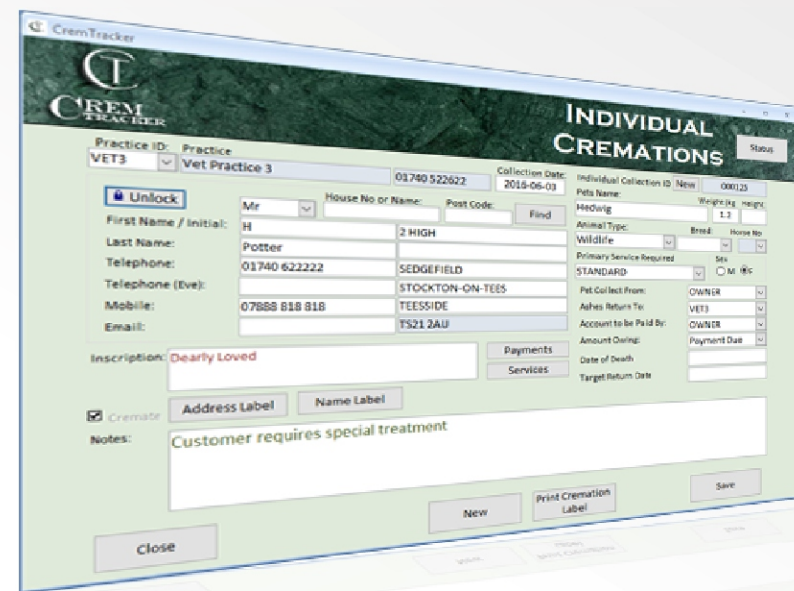 CremTracker
CT
CREM
TRACKER
INDIVIDUAL
CREMATIONS
Status
Practice ID: Practice
VET3 Vet Practice 3 01740 522622
Collection Date:
2016-06-03
Individual Collection ID New 000125
Unlock
Mr
House No or Name: Post Code:
Find
First Name / Initial: H 2 HIGH
Last Name: Potter
Telephone: 01740 622222 SEDGEFIELD
Telephone (Eve): STOCKTON-ON-TEES
Mobile: 07888 818 818 TEESSIDE
Email: TS21 2AU
Pets Name: Weight (kg Height:
Hedwig 1.2
Animal Type: Breed: Horse No
Wildlife
Primary Service Required Sex
STANDARD M F
Pet Collect From: OWNER
Ashes Return To: VET3
Account to be Paid By: OWNER
Amount Owing: Payment Due
Date of Death
Target Return Date
Inscription: Dearly Loved
Payments
Services
Cremate Address Label Name Label
Notes: Customer requires special treatment
Close New Print Cremation
Label
Save